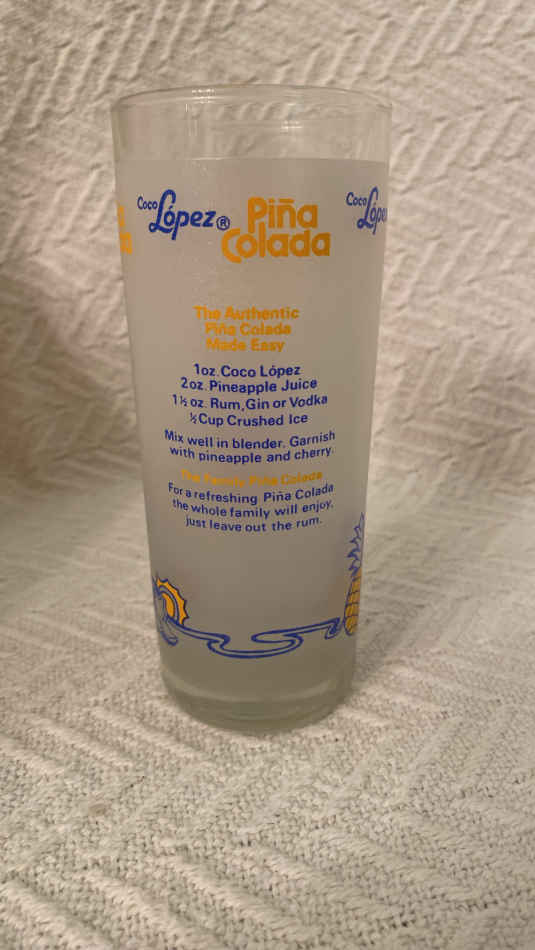 Coco López® Piña Colada
Coco López
The Authentic
Piña Colada
Made Easy
1oz. Coco López
2oz. Pineapple Juice
1½ oz. Rum, Gin or Vodka
½ Cup Crushed Ice
Mix well in blender. Garnish
with pineapple and cherry.
The Family Piña Colada
For a refreshing Piña Colada
the whole family will enjoy,
just leave out the rum.